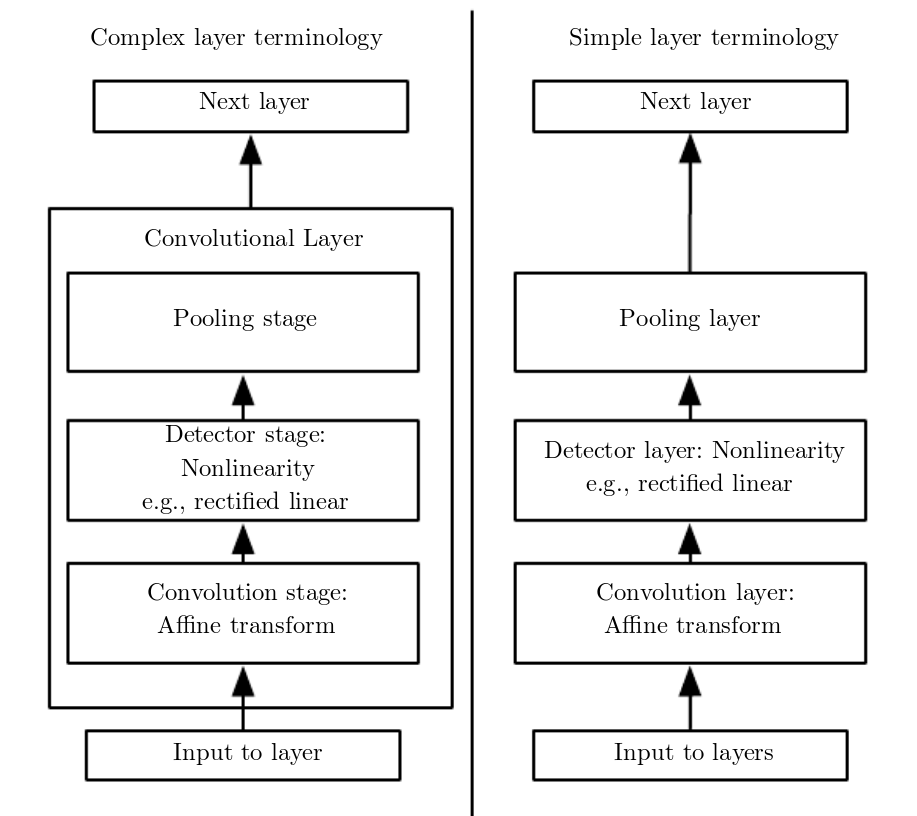 Complex layer terminology
Next layer
Convolutional Layer
Pooling stage
Detector stage:
Nonlinearity
e.g., rectified linear
Convolution stage:
Affine transform
Input to layer
Simple layer terminology
Next layer
Pooling layer
Detector layer: Nonlinearity
e.g., rectified linear
Convolution layer:
Affine transform
Input to layers